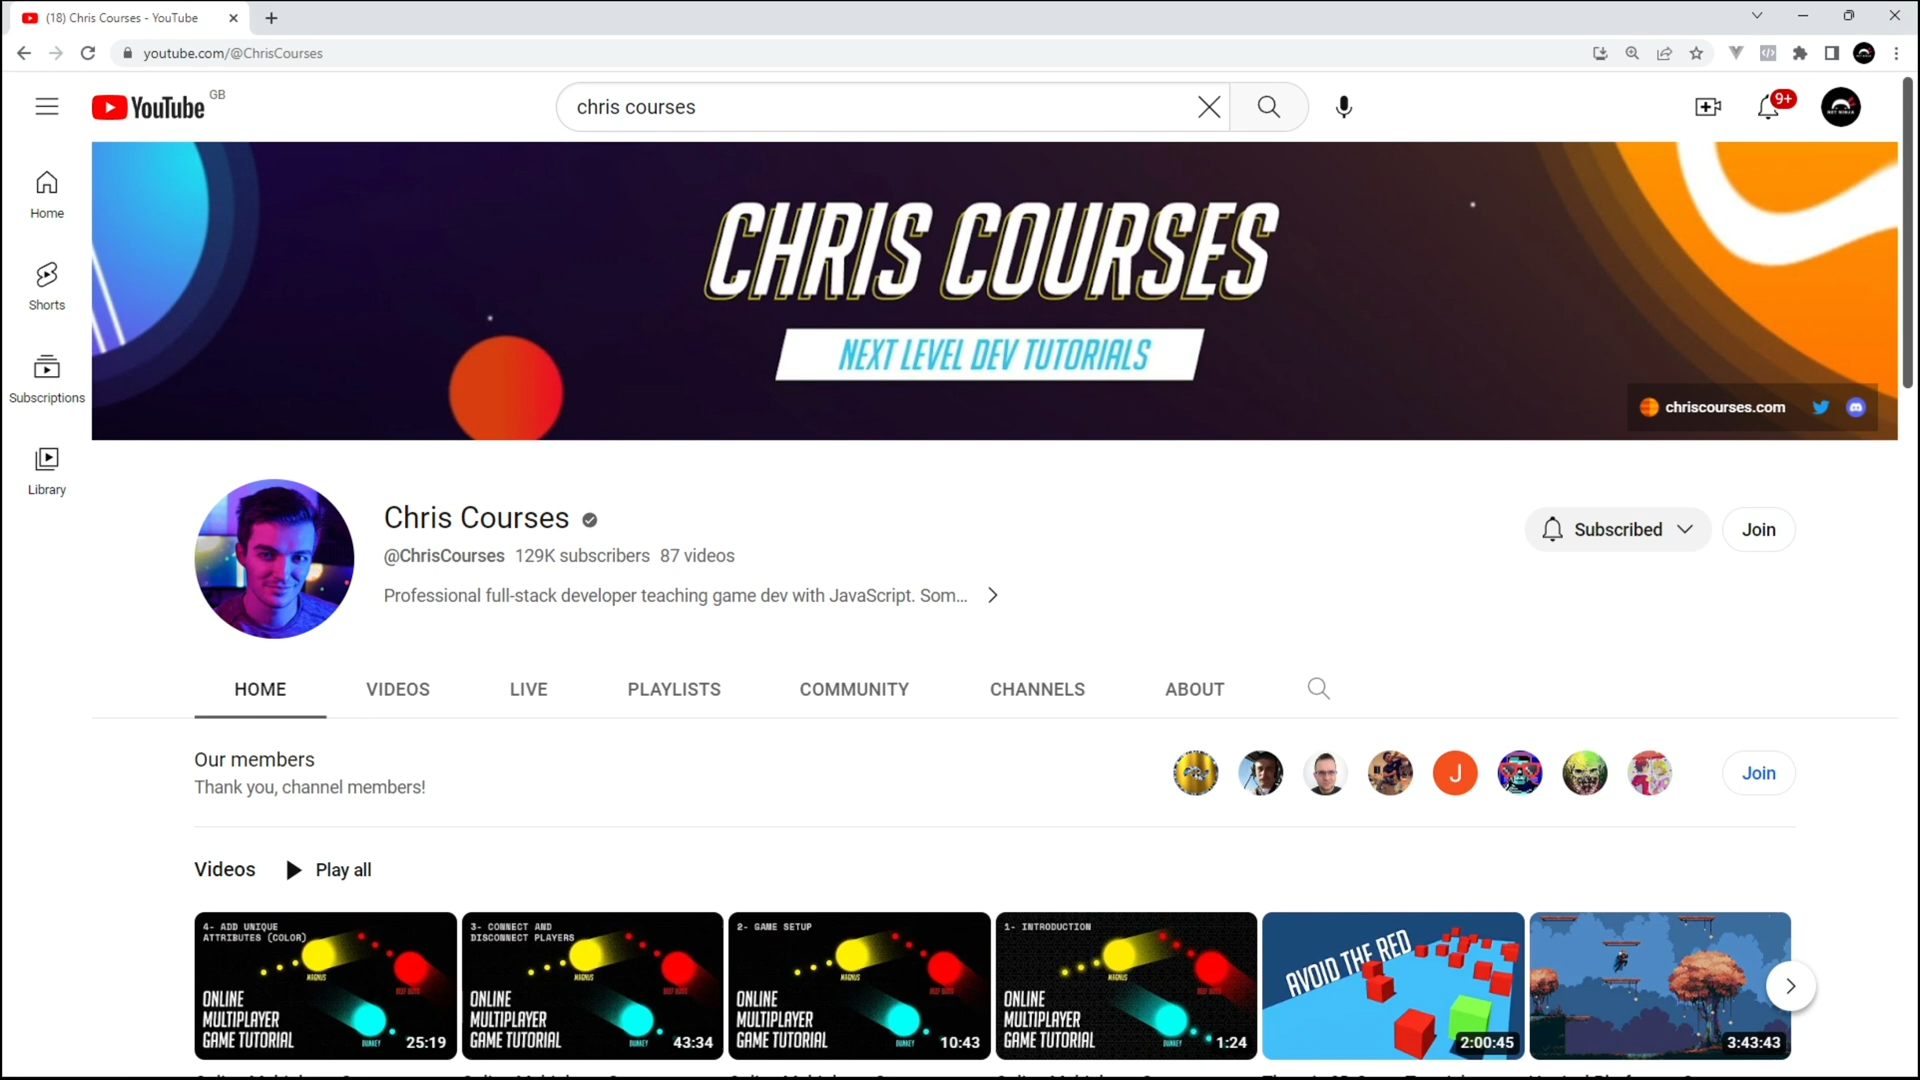 (18) Chris Courses - YouTube
youtube.com/@ChrisCourses
YouTube GB
chris courses
9+
Home
Shorts
Subscriptions
Library
CHRIS COURSES
NEXT LEVEL DEV TUTORIALS
chriscourses.com
Chris Courses
@ChrisCourses 129K subscribers 87 videos
Professional full-stack developer teaching game dev with JavaScript. Som...
Subscribed
Join
HOME VIDEOS LIVE PLAYLISTS COMMUNITY CHANNELS ABOUT
Our members
Thank you, channel members!
J
Join
Videos Play all
4- ADD UNIQUE
ATTRIBUTES (COLOR)
MAGNUS
ONLINE
MULTIPLAYER
GAME TUTORIAL
DUNKEY
25:19
3- CONNECT AND
DISCONNECT PLAYERS
MAGNUS
ONLINE
MULTIPLAYER
GAME TUTORIAL
DUNKEY
43:34
2- GAME SETUP
MAGNUS
ONLINE
MULTIPLAYER
GAME TUTORIAL
DUNKEY
10:43
1- INTRODUCTION
MAGNUS
ONLINE
MULTIPLAYER
GAME TUTORIAL
DUNKEY
1:24
AVOID THE RED
2:00:45
3:43:43